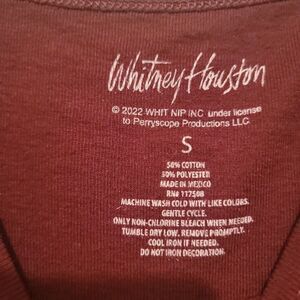 Whitney Houston
© 2022 WHIT NIP INC under license
to Perryscope Productions LLC
S
50% COTTON
50% POLYESTER
MADE IN MEXICO
RN# 117508
MACHINE WASH COLD WITH LIKE COLORS.
GENTLE CYCLE.
ONLY NON-CHLORINE BLEACH WHEN NEEDED.
TUMBLE DRY LOW. REMOVE PROMPTLY.
COOL IRON IF NEEDED.
DO NOT IRON DECORATION.